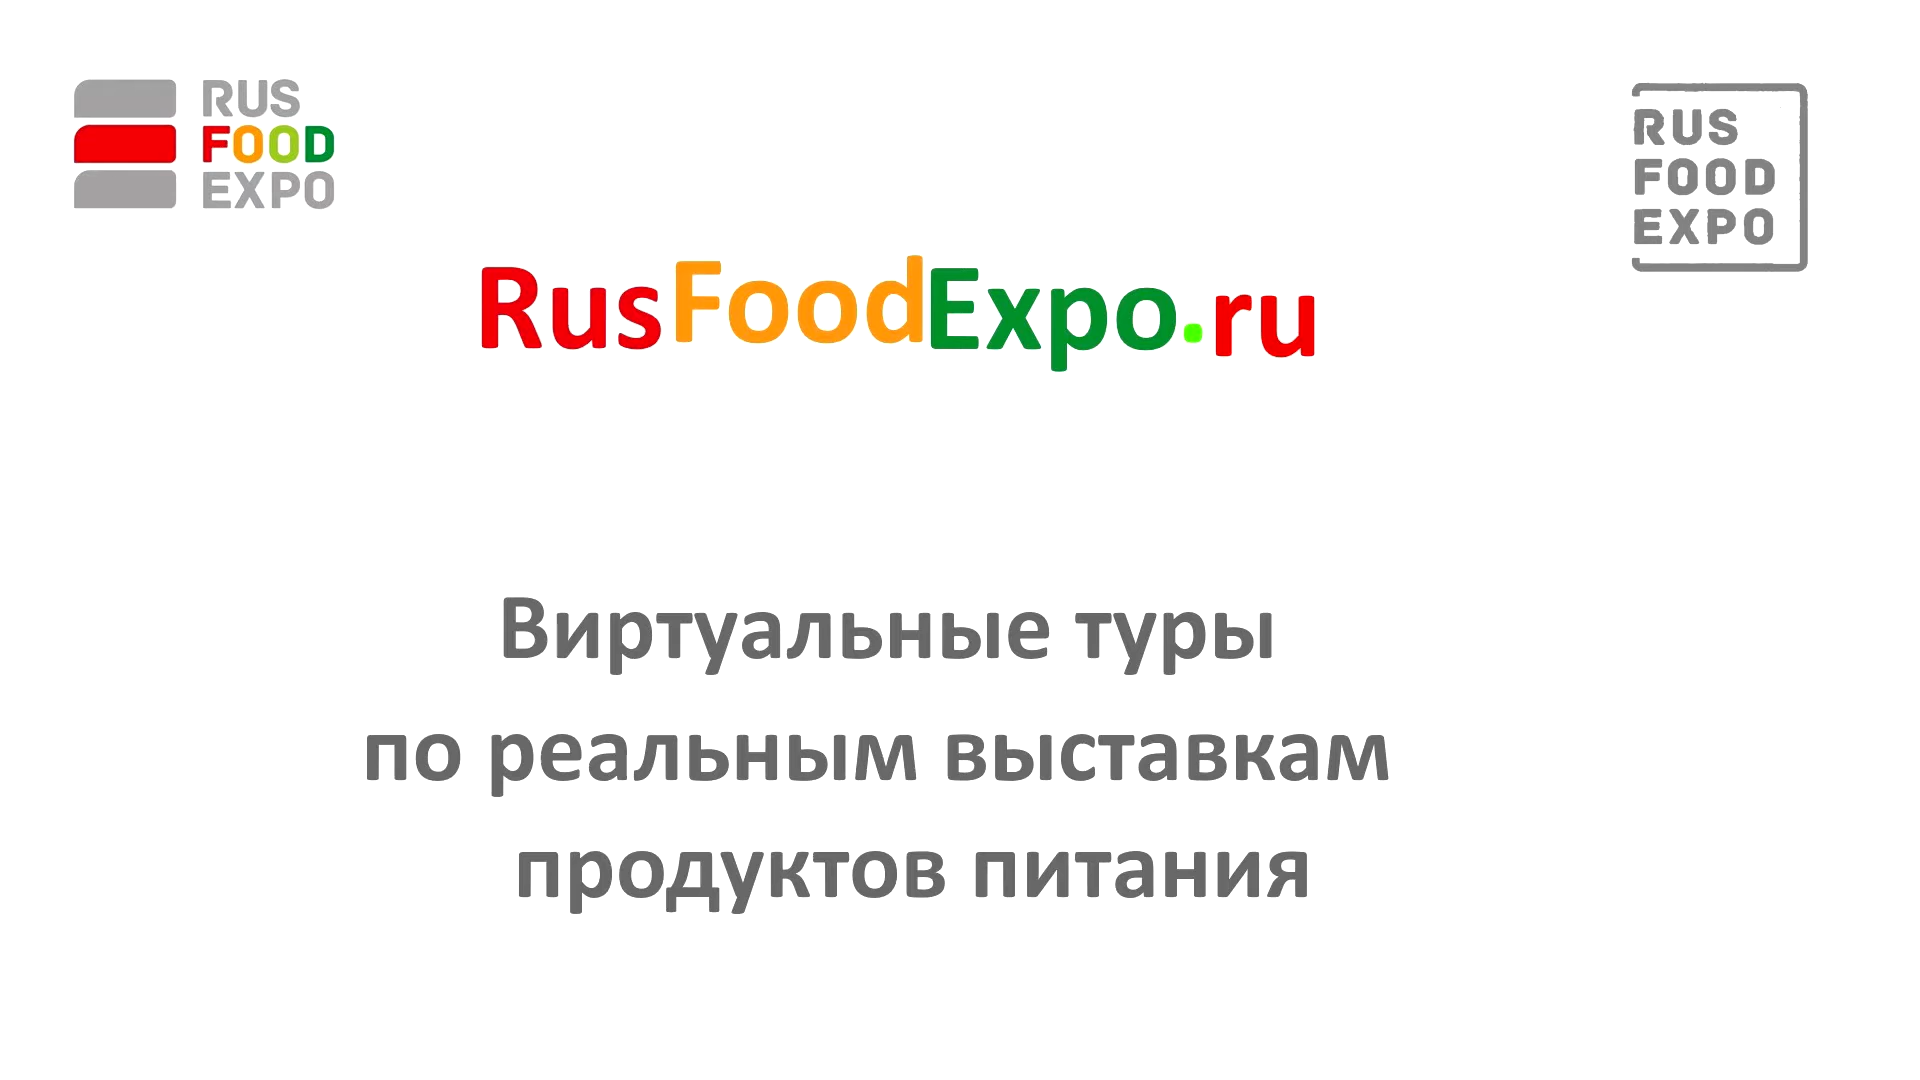 RUS
FOOD
EXPO
RUS
FOOD
EXPO
RusFoodExpo.ru
Виртуальные туры
по реальным выставкам
продуктов питания